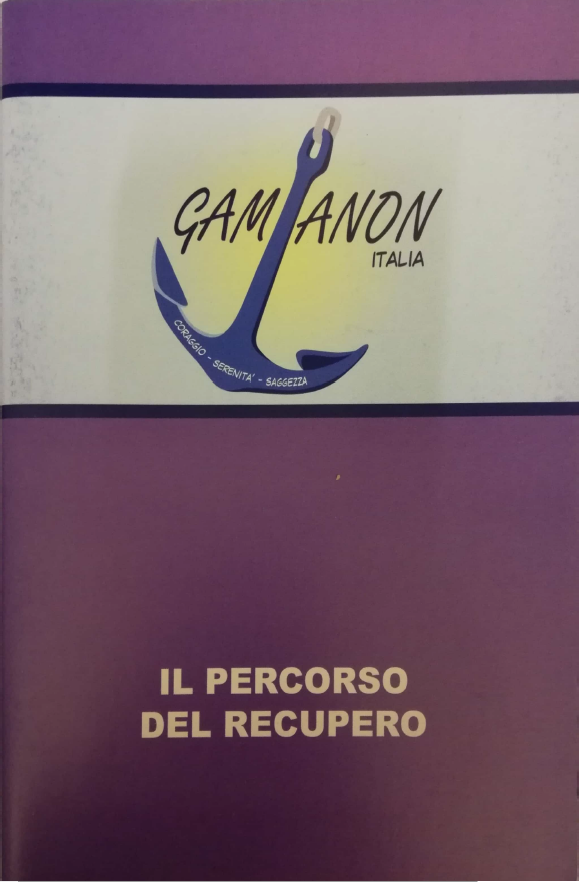 GAM ANON
ITALIA
CORAGGIO - SERENITA' - SAGGEZZA
IL PERCORSO
DEL RECUPERO